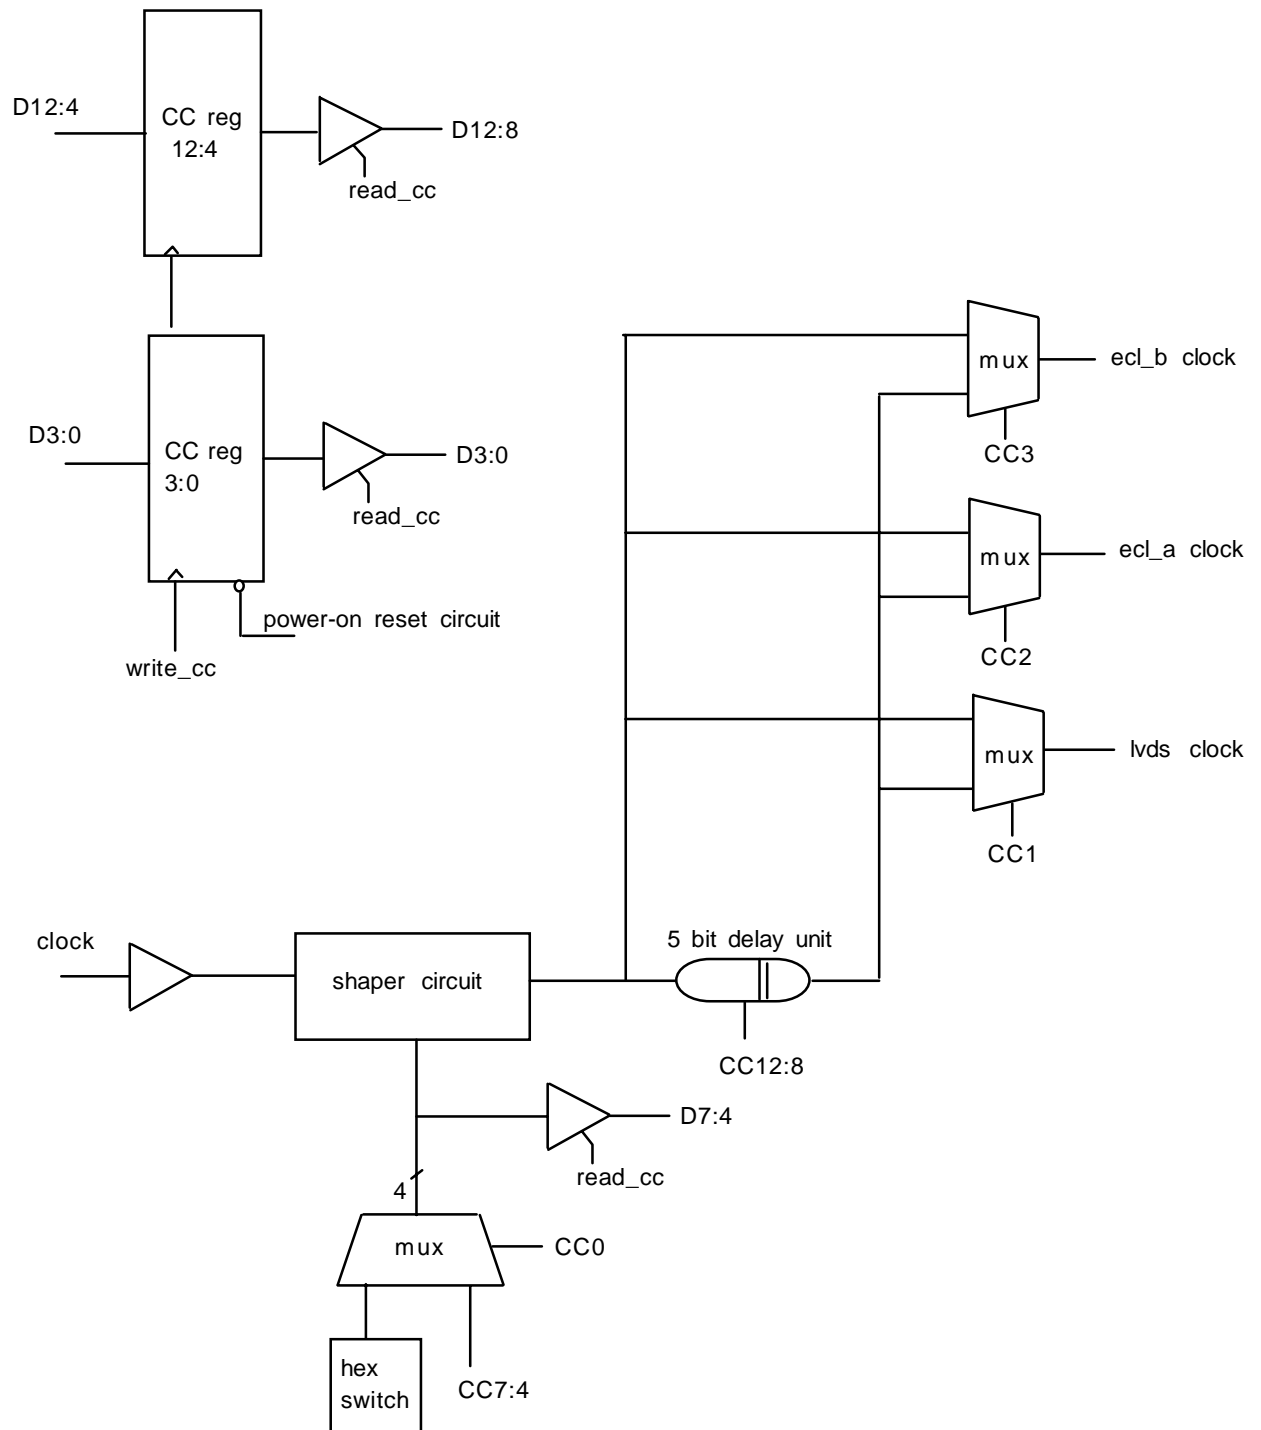 D12:4
CC reg
12:4
D12:8
read_cc
D3:0
CC reg
3:0
D3:0
read_cc
power-on reset circuit
write_cc
mux
ecl_b clock
CC3
mux
ecl_a clock
CC2
mux
lvds clock
CC1
clock
shaper circuit
5 bit delay unit
CC12:8
D7:4
read_cc
4
mux
CC0
hex
switch
CC7:4